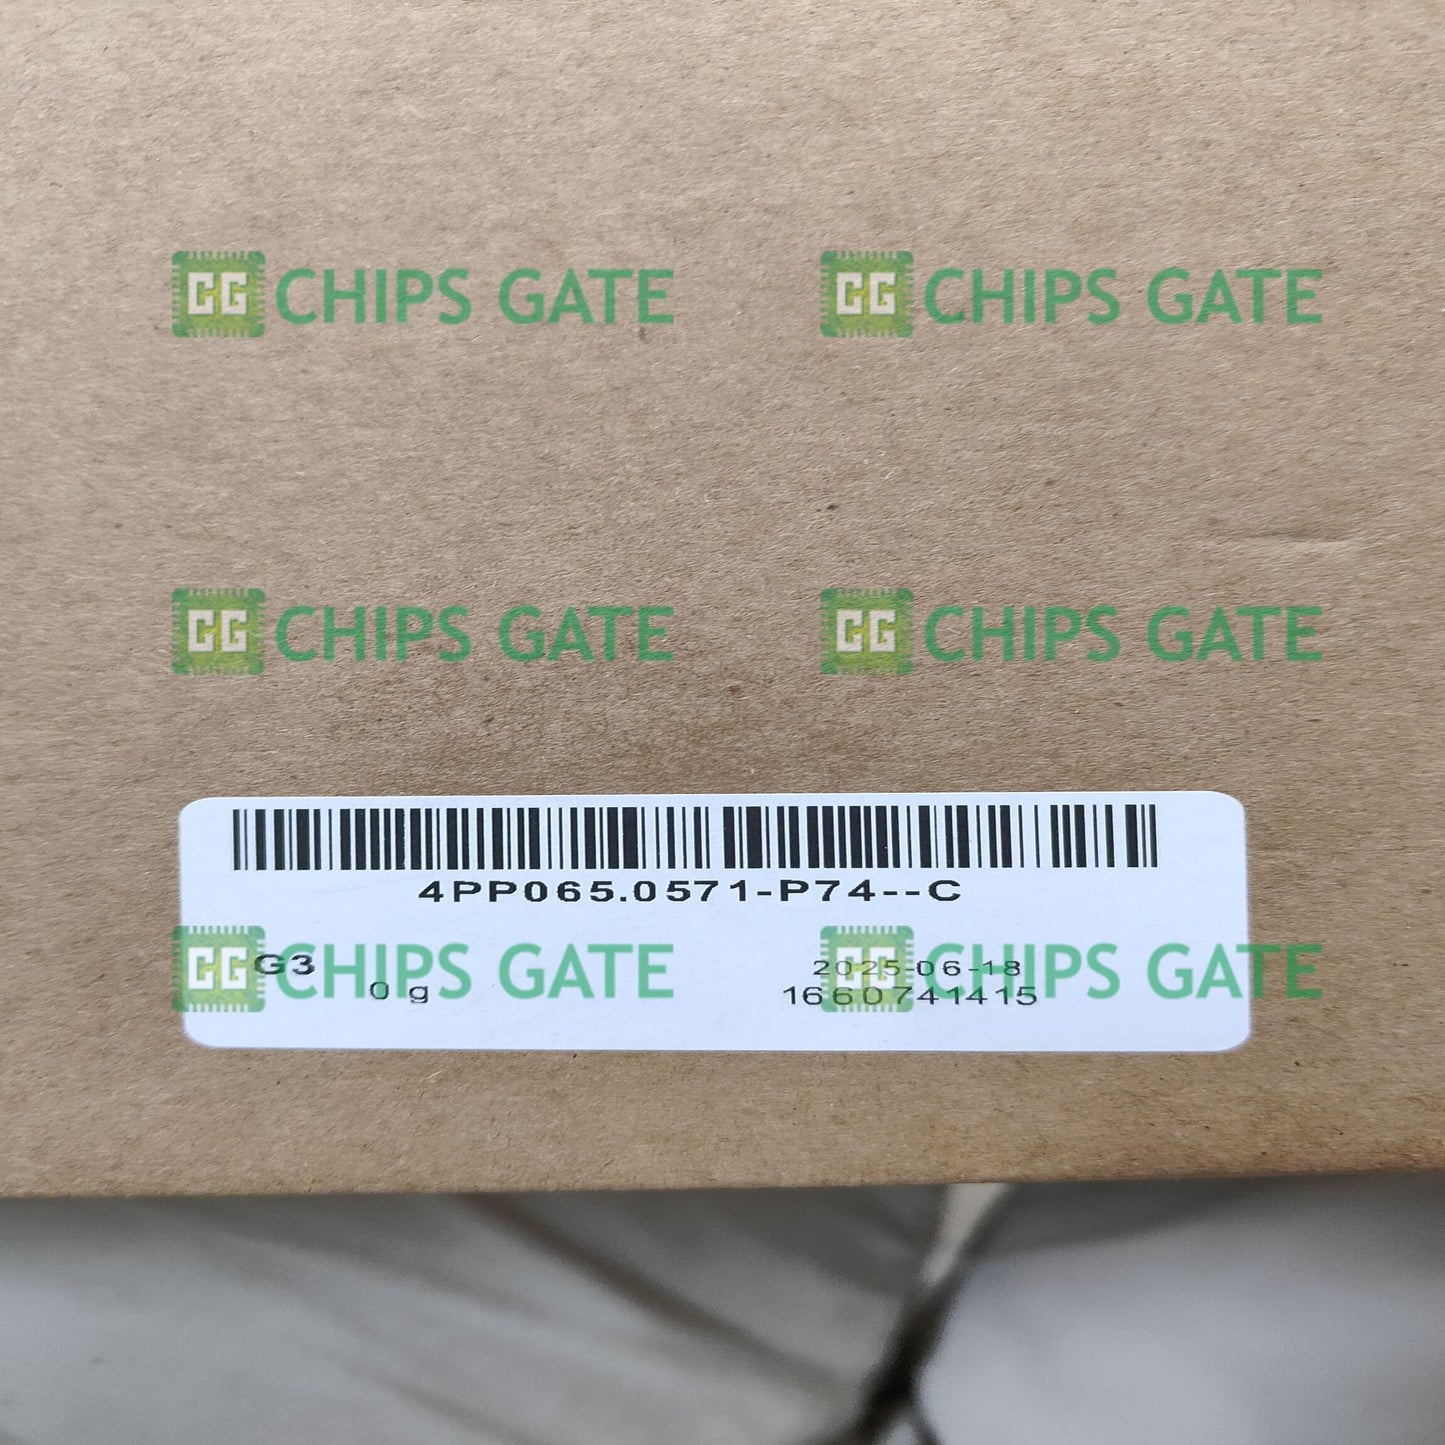 CG CHIPS GATE CG CHIPS GATE
CG CHIPS GATE CG CHIPS GATE
4PP065.0571-P74--C
CG CHIPS GATE CG CHIPS GATE
G3 2025-06-18
0 g 1660741415